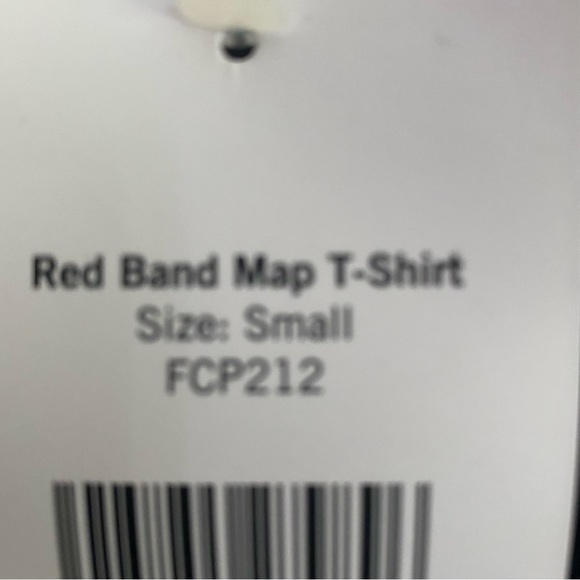 Red Band Map T-Shirt
Size: Small
FCP212